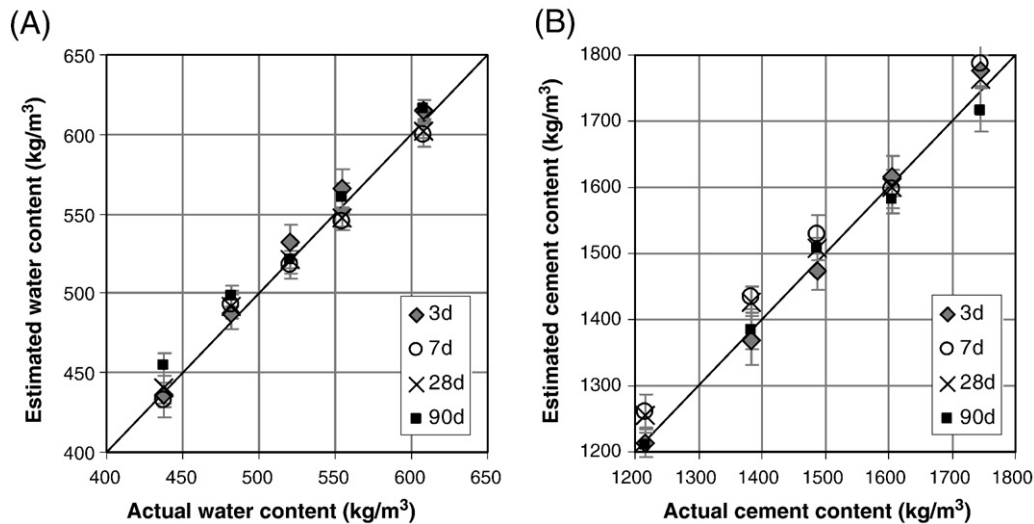 (A)
Estimated water content (kg/m³)
650
600
550
500
450
400
400 450 500 550 600 650
Actual water content (kg/m³)
3d
7d
28d
90d
(B)
Estimated cement content (kg/m³)
1800
1700
1600
1500
1400
1300
1200
1200 1300 1400 1500 1600 1700 1800
Actual cement content (kg/m³)
3d
7d
28d
90d